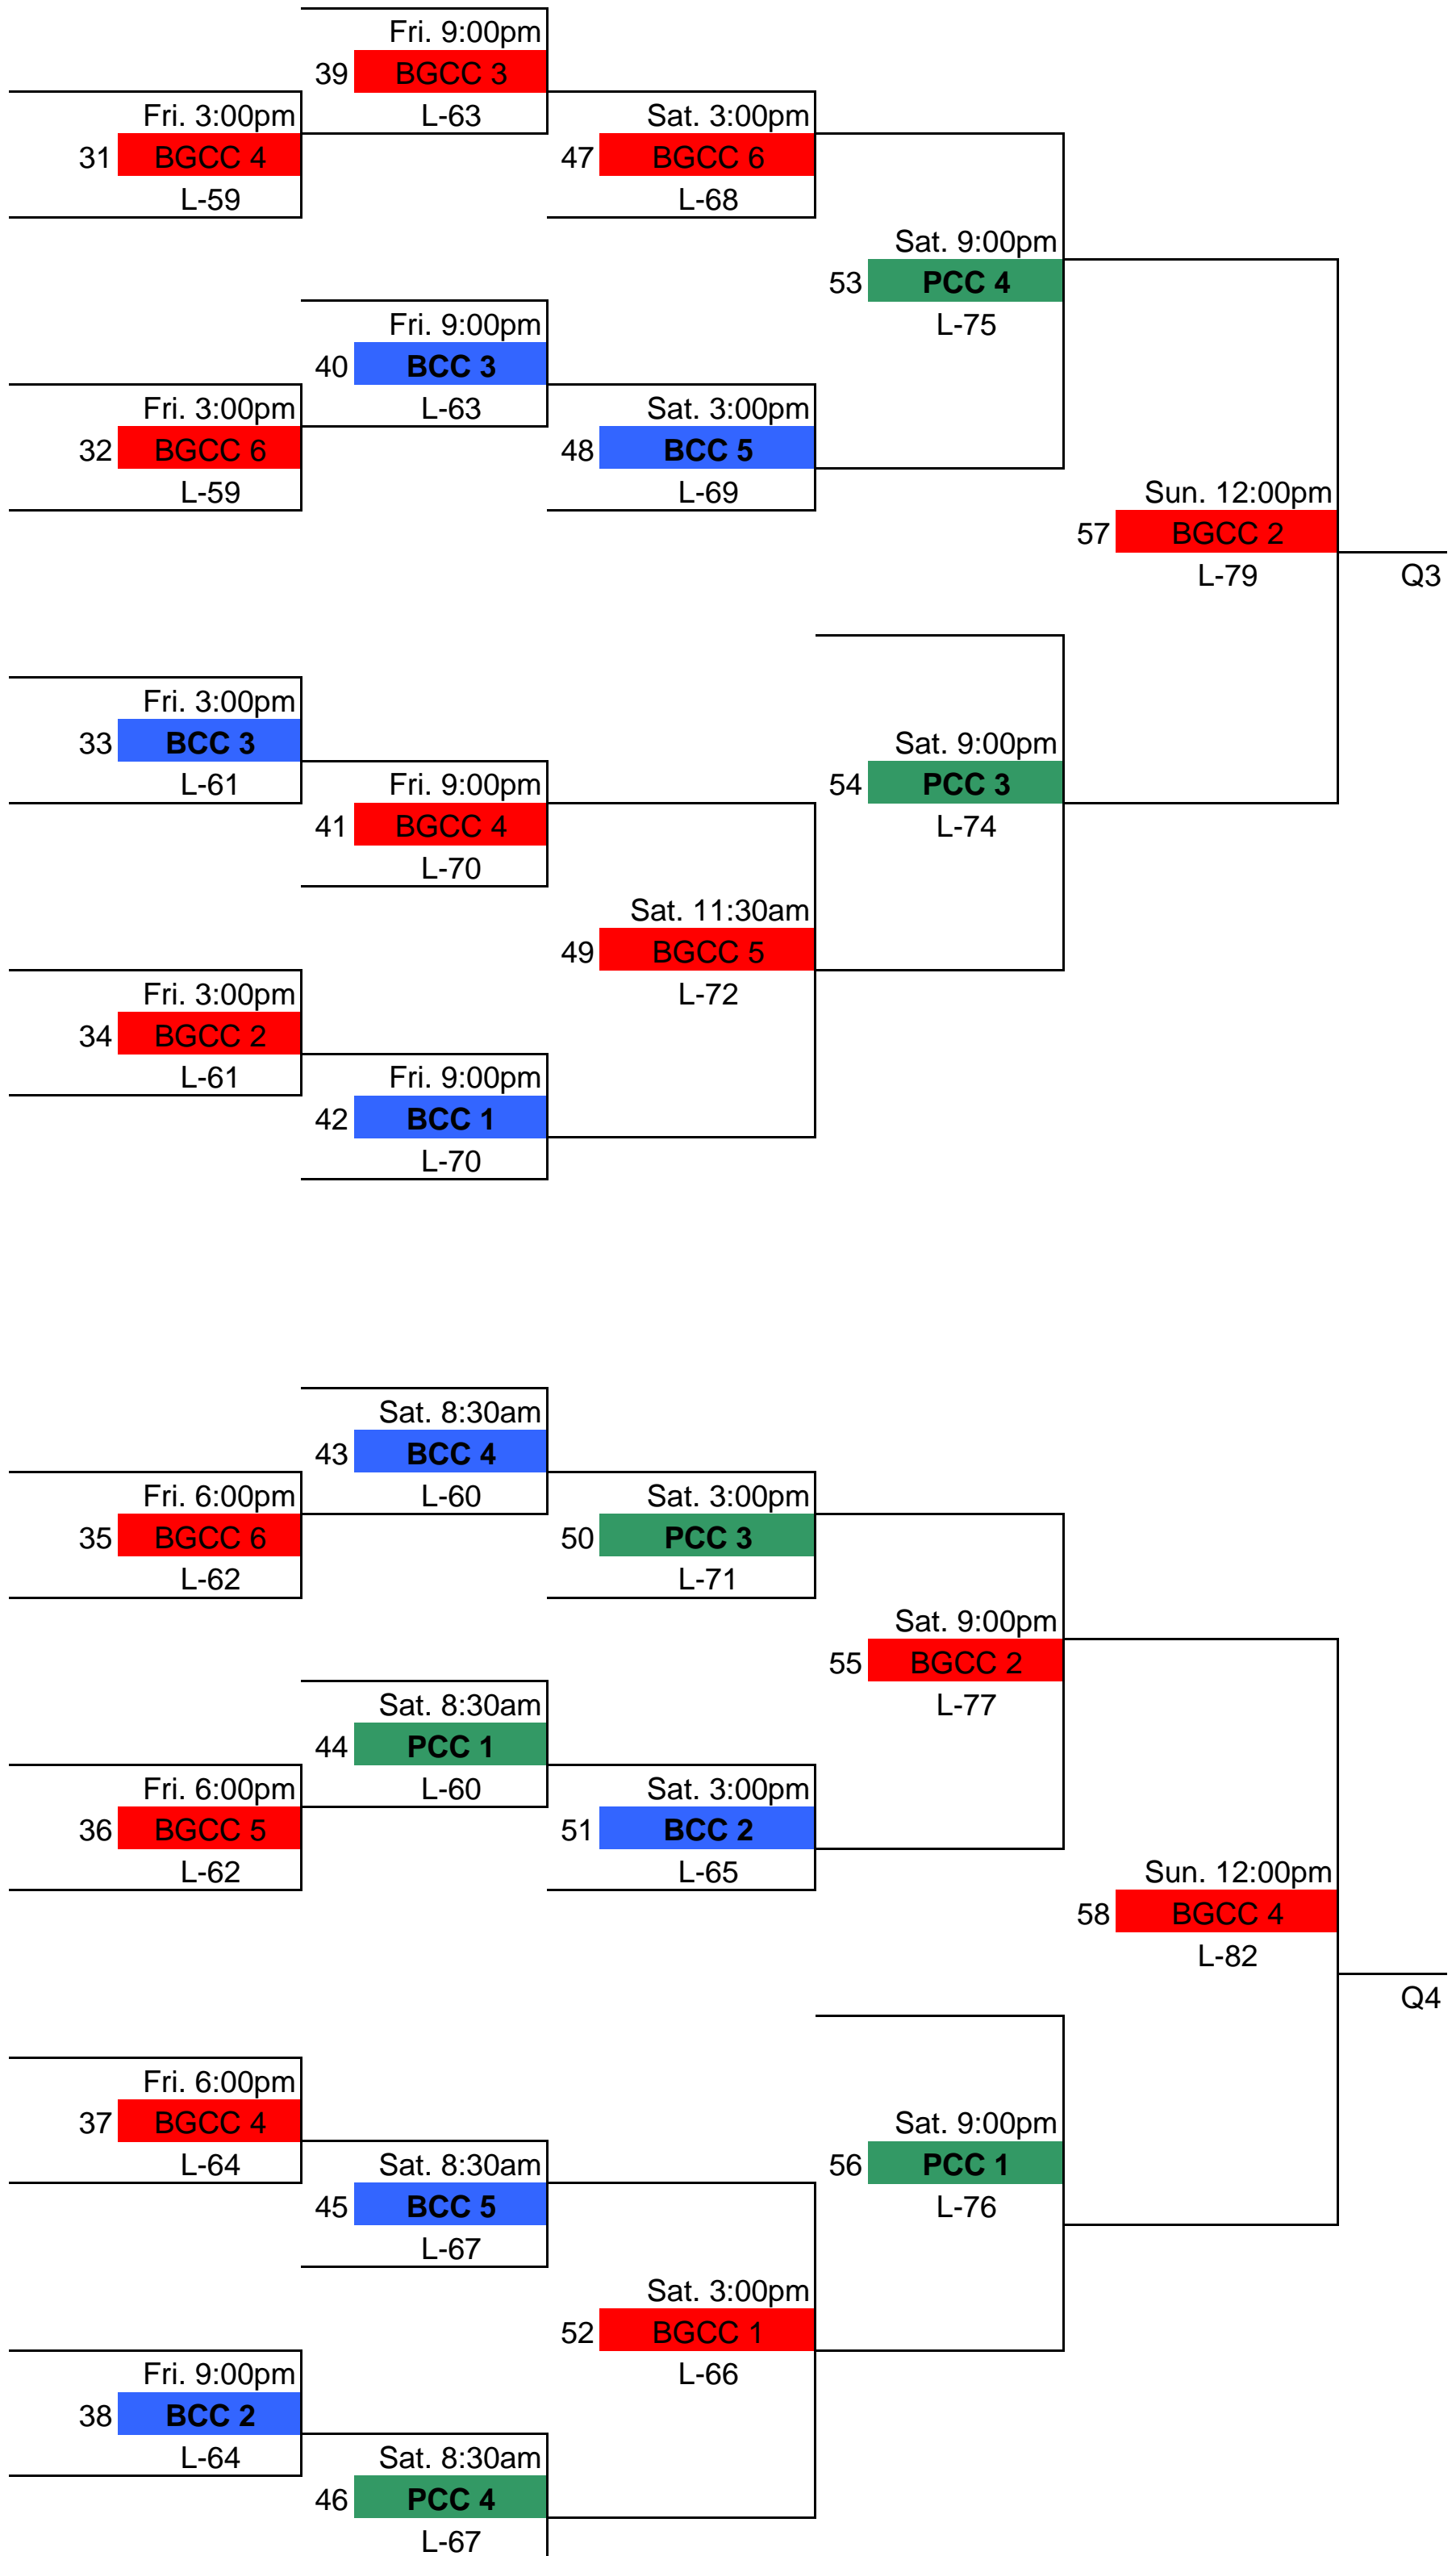 Fri. 9:00pm
39 BGCC 3
L-63
Fri. 3:00pm
31 BGCC 4
L-59
Sat. 3:00pm
47 BGCC 6
L-68
Sat. 9:00pm
53 PCC 4
L-75
Fri. 9:00pm
40 BCC 3
L-63
Fri. 3:00pm
32 BGCC 6
L-59
Sat. 3:00pm
48 BCC 5
L-69
Sun. 12:00pm
57 BGCC 2
L-79
Q3
Fri. 3:00pm
33 BCC 3
L-61
Fri. 9:00pm
41 BGCC 4
L-70
Sat. 9:00pm
54 PCC 3
L-74
Sat. 11:30am
49 BGCC 5
L-72
Fri. 3:00pm
34 BGCC 2
L-61
Fri. 9:00pm
42 BCC 1
L-70
Sat. 8:30am
43 BCC 4
L-60
Fri. 6:00pm
35 BGCC 6
L-62
Sat. 3:00pm
50 PCC 3
L-71
Sat. 9:00pm
55 BGCC 2
L-77
Sat. 8:30am
44 PCC 1
L-60
Fri. 6:00pm
36 BGCC 5
L-62
Sat. 3:00pm
51 BCC 2
L-65
Sun. 12:00pm
58 BGCC 4
L-82
Q4
Fri. 6:00pm
37 BGCC 4
L-64
Sat. 8:30am
45 BCC 5
L-67
Sat. 9:00pm
56 PCC 1
L-76
Sat. 3:00pm
52 BGCC 1
L-66
Fri. 9:00pm
38 BCC 2
L-64
Sat. 8:30am
46 PCC 4
L-67